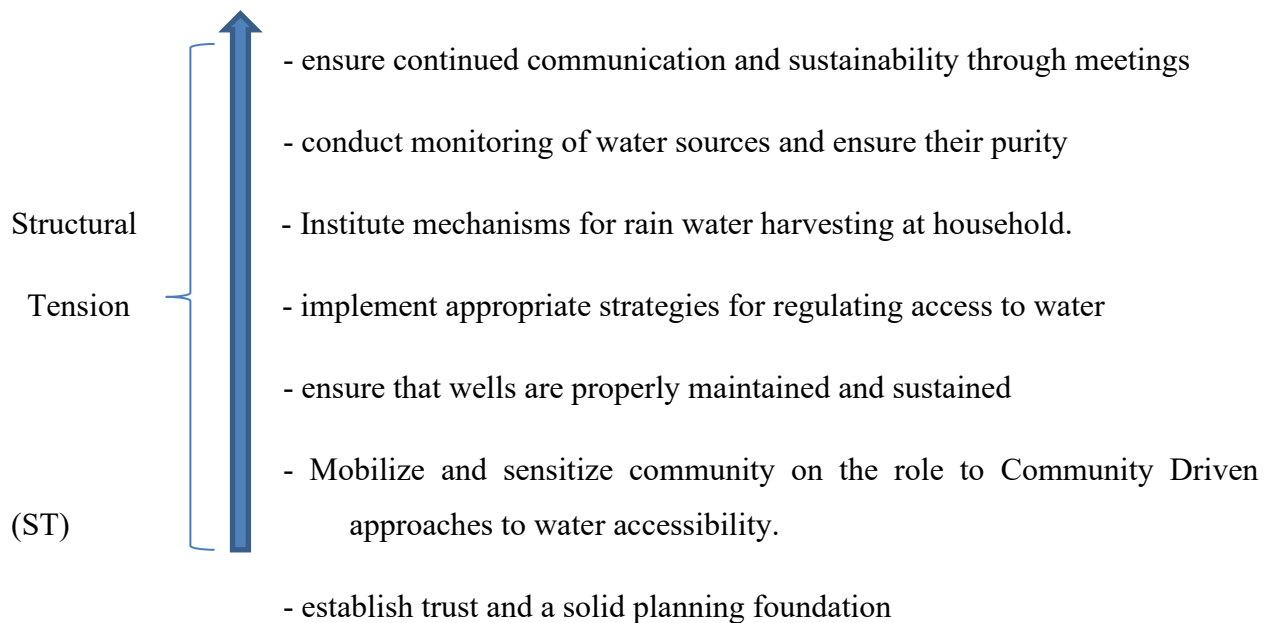 - ensure continued communication and sustainability through meetings
- conduct monitoring of water sources and ensure their purity
Structural - Institute mechanisms for rain water harvesting at household.
Tension - implement appropriate strategies for regulating access to water
- ensure that wells are properly maintained and sustained
- Mobilize and sensitize community on the role to Community Driven
(ST) approaches to water accessibility.
- establish trust and a solid planning foundation